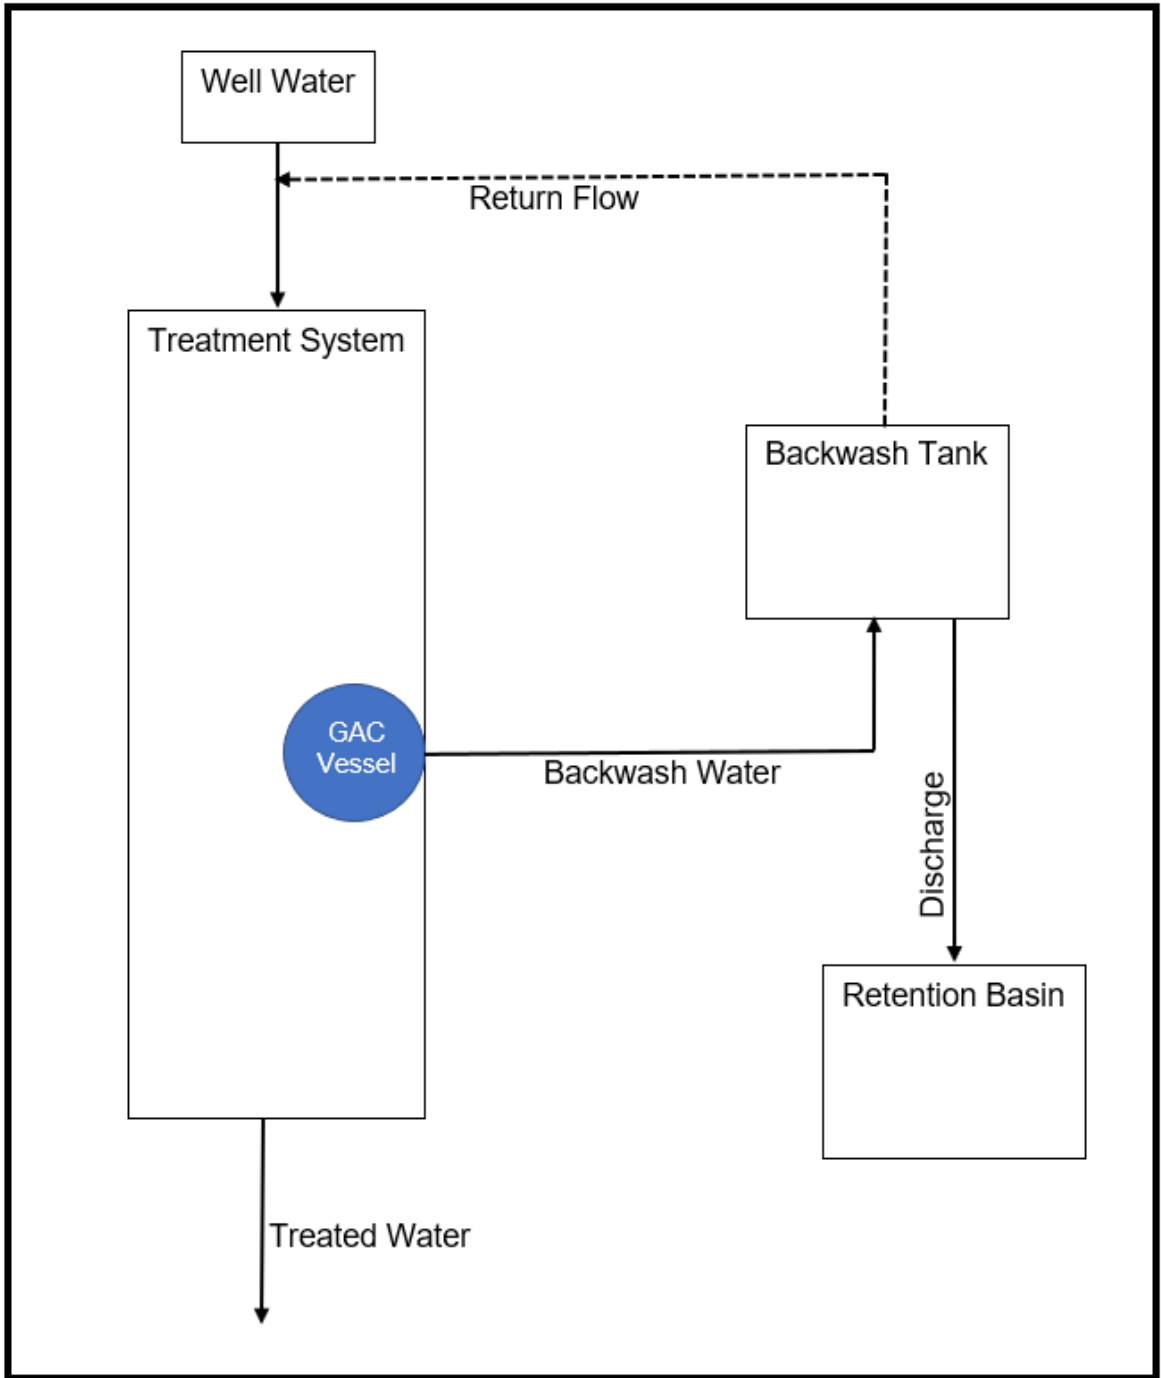 Well Water
Return Flow
Treatment System
Backwash Tank
GAC
Vessel
Backwash Water
Discharge
Retention Basin
Treated Water